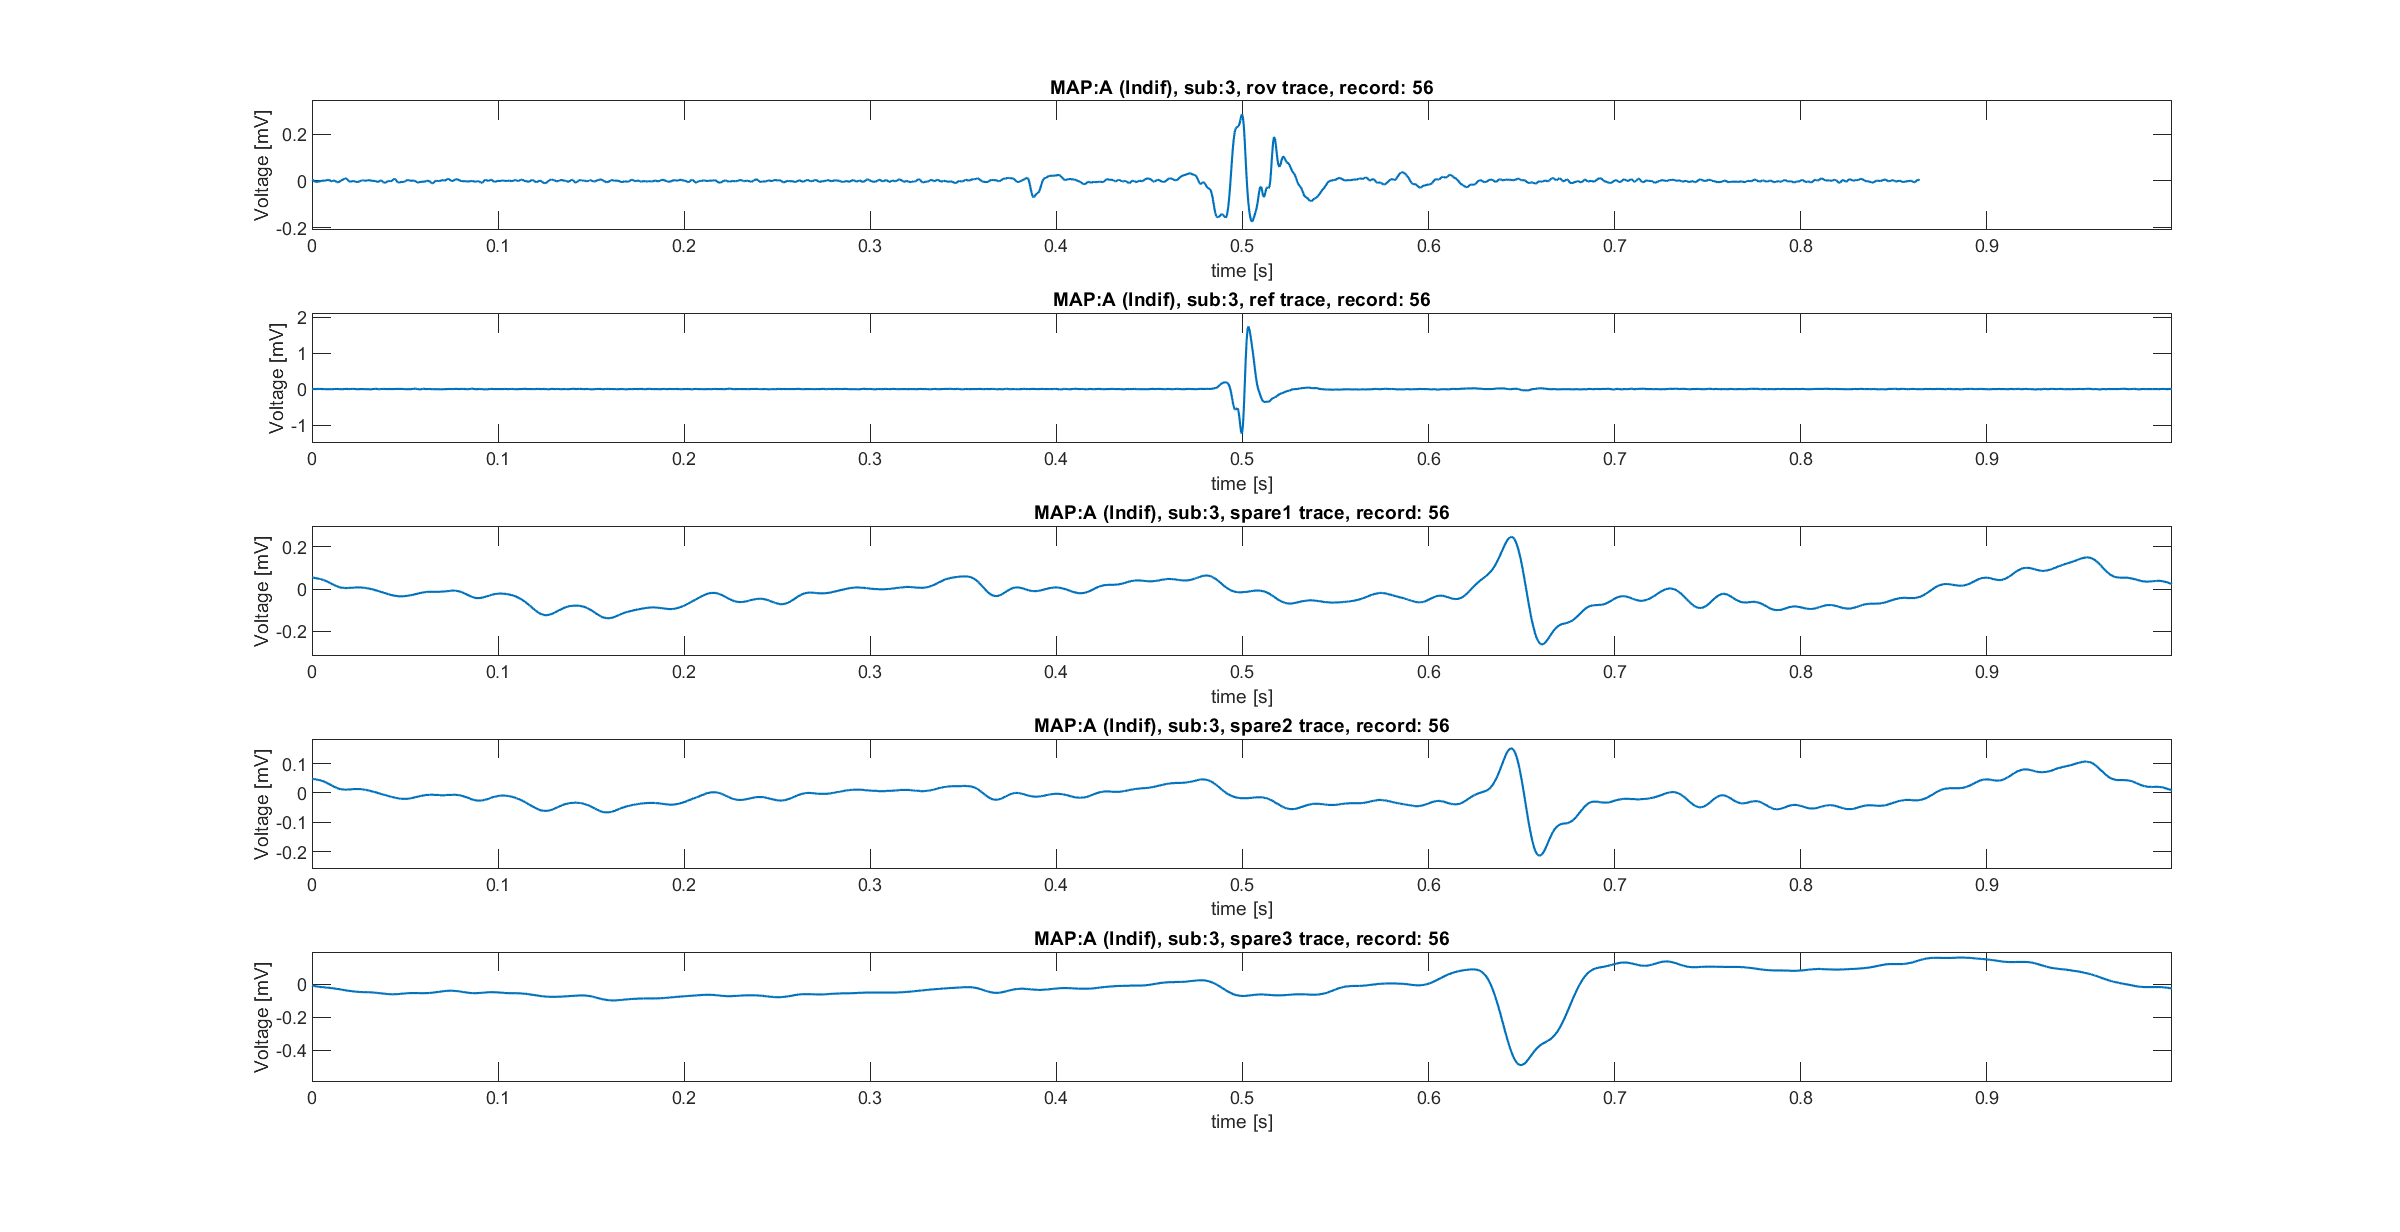 MAP:A (Indif), sub:3, rov trace, record: 56
Voltage [mV]
0.2
0
-0.2
0 0.1 0.2 0.3 0.4 0.5 0.6 0.7 0.8 0.9
time [s]
MAP:A (Indif), sub:3, ref trace, record: 56
Voltage [mV]
2
1
0
-1
0 0.1 0.2 0.3 0.4 0.5 0.6 0.7 0.8 0.9
time [s]
MAP:A (Indif), sub:3, spare1 trace, record: 56
Voltage [mV]
0.2
0
-0.2
0 0.1 0.2 0.3 0.4 0.5 0.6 0.7 0.8 0.9
time [s]
MAP:A (Indif), sub:3, spare2 trace, record: 56
Voltage [mV]
0.1
0
-0.1
-0.2
0 0.1 0.2 0.3 0.4 0.5 0.6 0.7 0.8 0.9
time [s]
MAP:A (Indif), sub:3, spare3 trace, record: 56
Voltage [mV]
0
-0.2
-0.4
0 0.1 0.2 0.3 0.4 0.5 0.6 0.7 0.8 0.9
time [s]